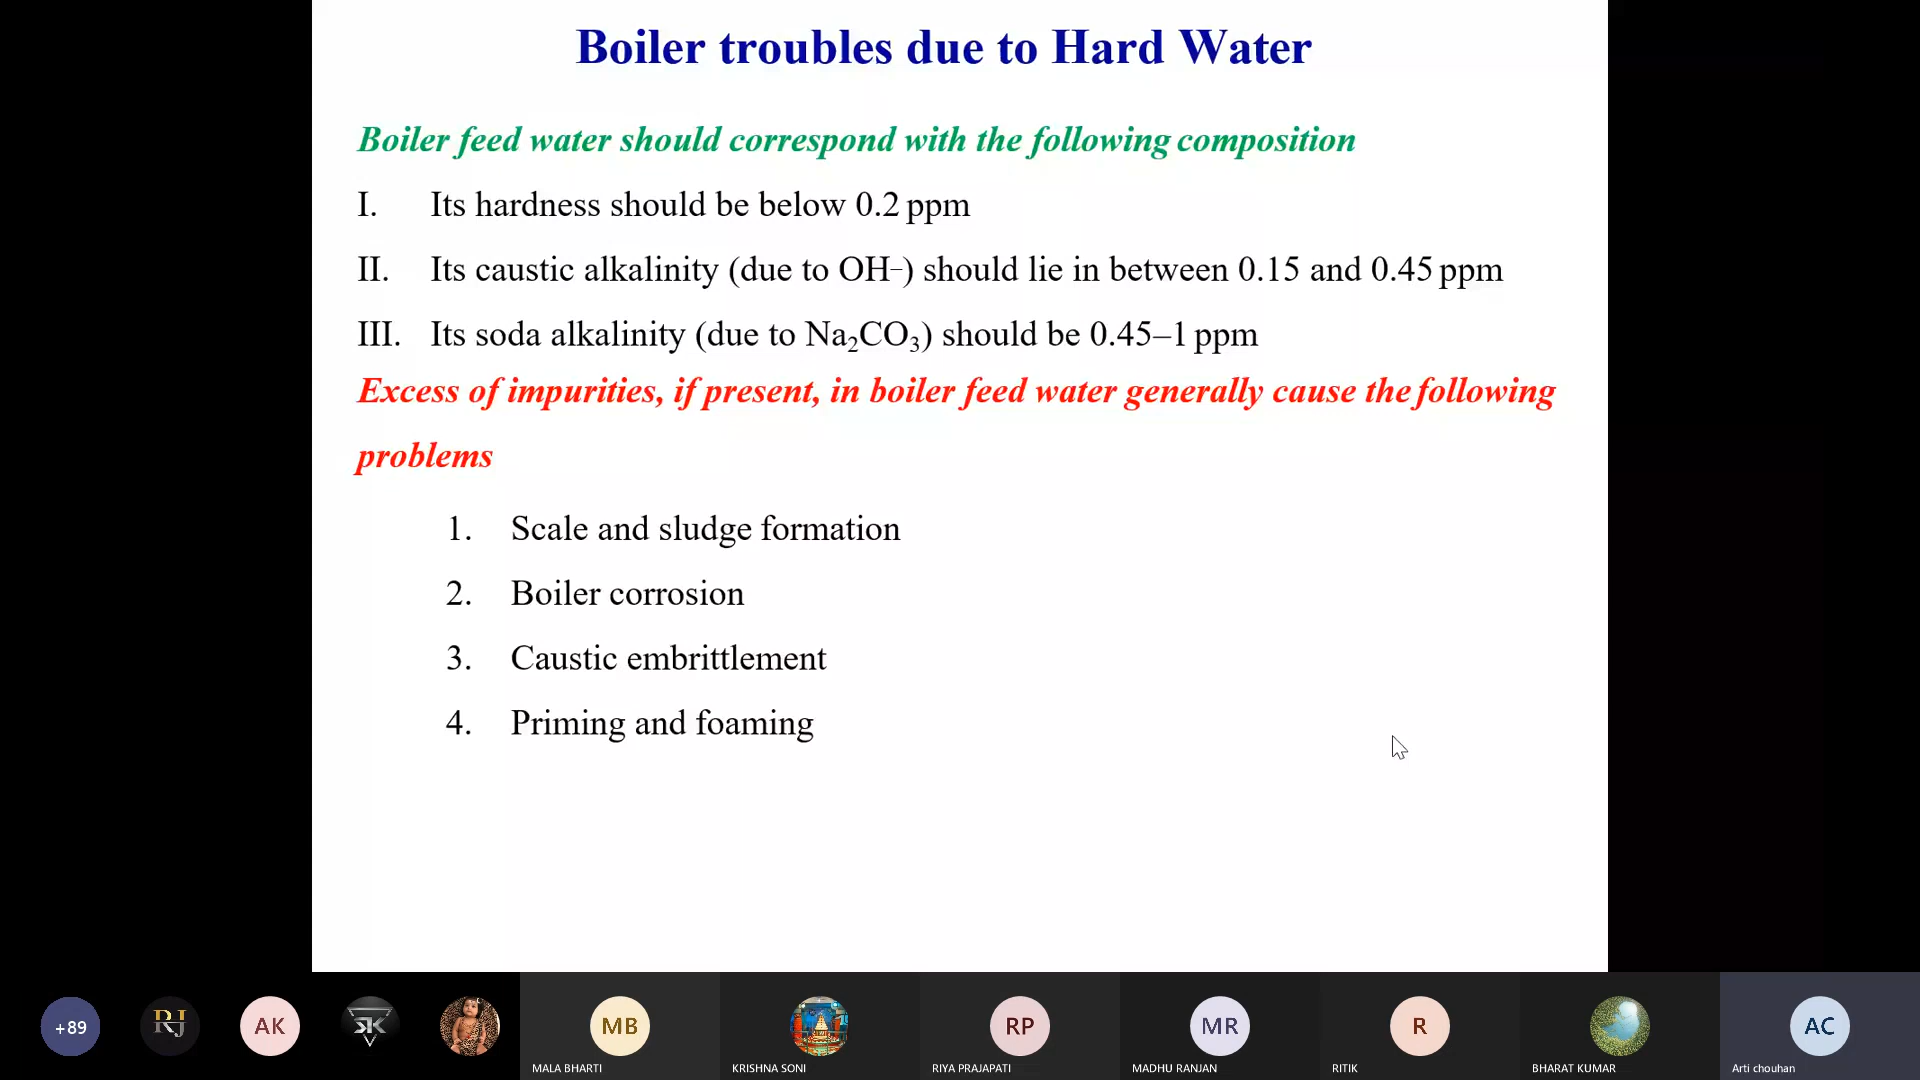 Boiler troubles due to Hard Water
Boiler feed water should correspond with the following composition
I. Its hardness should be below 0.2 ppm
II. Its caustic alkalinity (due to OH–) should lie in between 0.15 and 0.45 ppm
III. Its soda alkalinity (due to Na₂CO₃) should be 0.45–1 ppm
Excess of impurities, if present, in boiler feed water generally cause the following
problems
1. Scale and sludge formation
2. Boiler corrosion
3. Caustic embrittlement
4. Priming and foaming
+89 RJ AK SK MB RP MR R AC
MALA BHARTI KRISHNA SONI RIYA PRAJAPATI MADHU RANJAN RITIK BHARAT KUMAR Arti chouhan